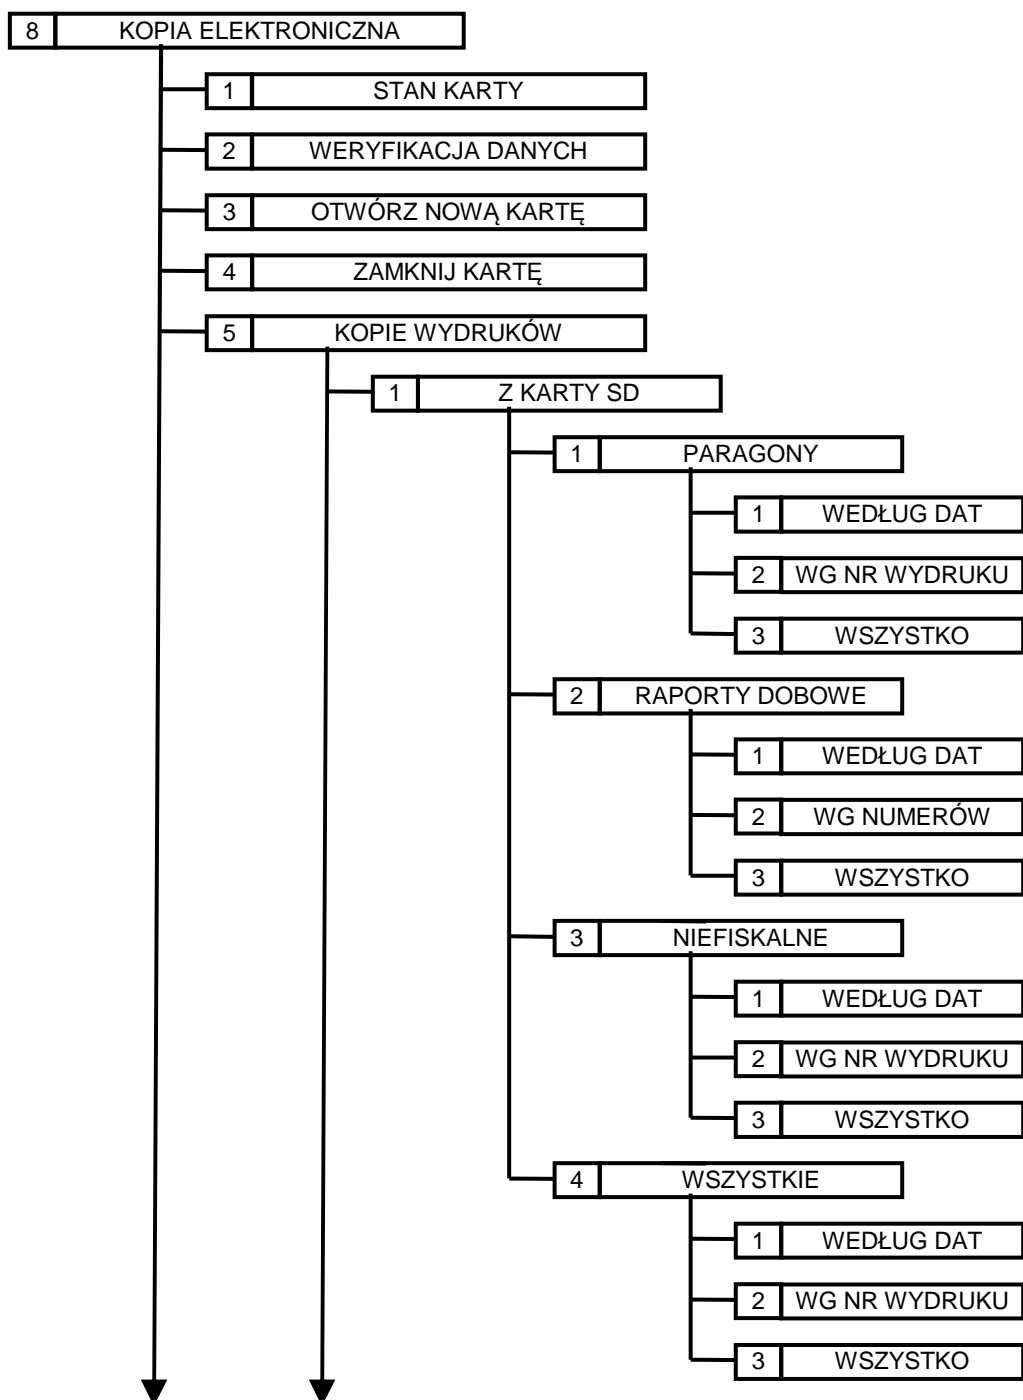 8 KOPIA ELEKTRONICZNA
1 STAN KARTY
2 WERYFIKACJA DANYCH
3 OTWÓRZ NOWĄ KARTĘ
4 ZAMKNIJ KARTĘ
5 KOPIE WYDRUKÓW
1 Z KARTY SD
1 PARAGONY
1 WEDŁUG DAT
2 WG NR WYDRUKU
3 WSZYSTKO
2 RAPORTY DOBOWE
1 WEDŁUG DAT
2 WG NUMERÓW
3 WSZYSTKO
3 NIEFISKALNE
1 WEDŁUG DAT
2 WG NR WYDRUKU
3 WSZYSTKO
4 WSZYSTKIE
1 WEDŁUG DAT
2 WG NR WYDRUKU
3 WSZYSTKO